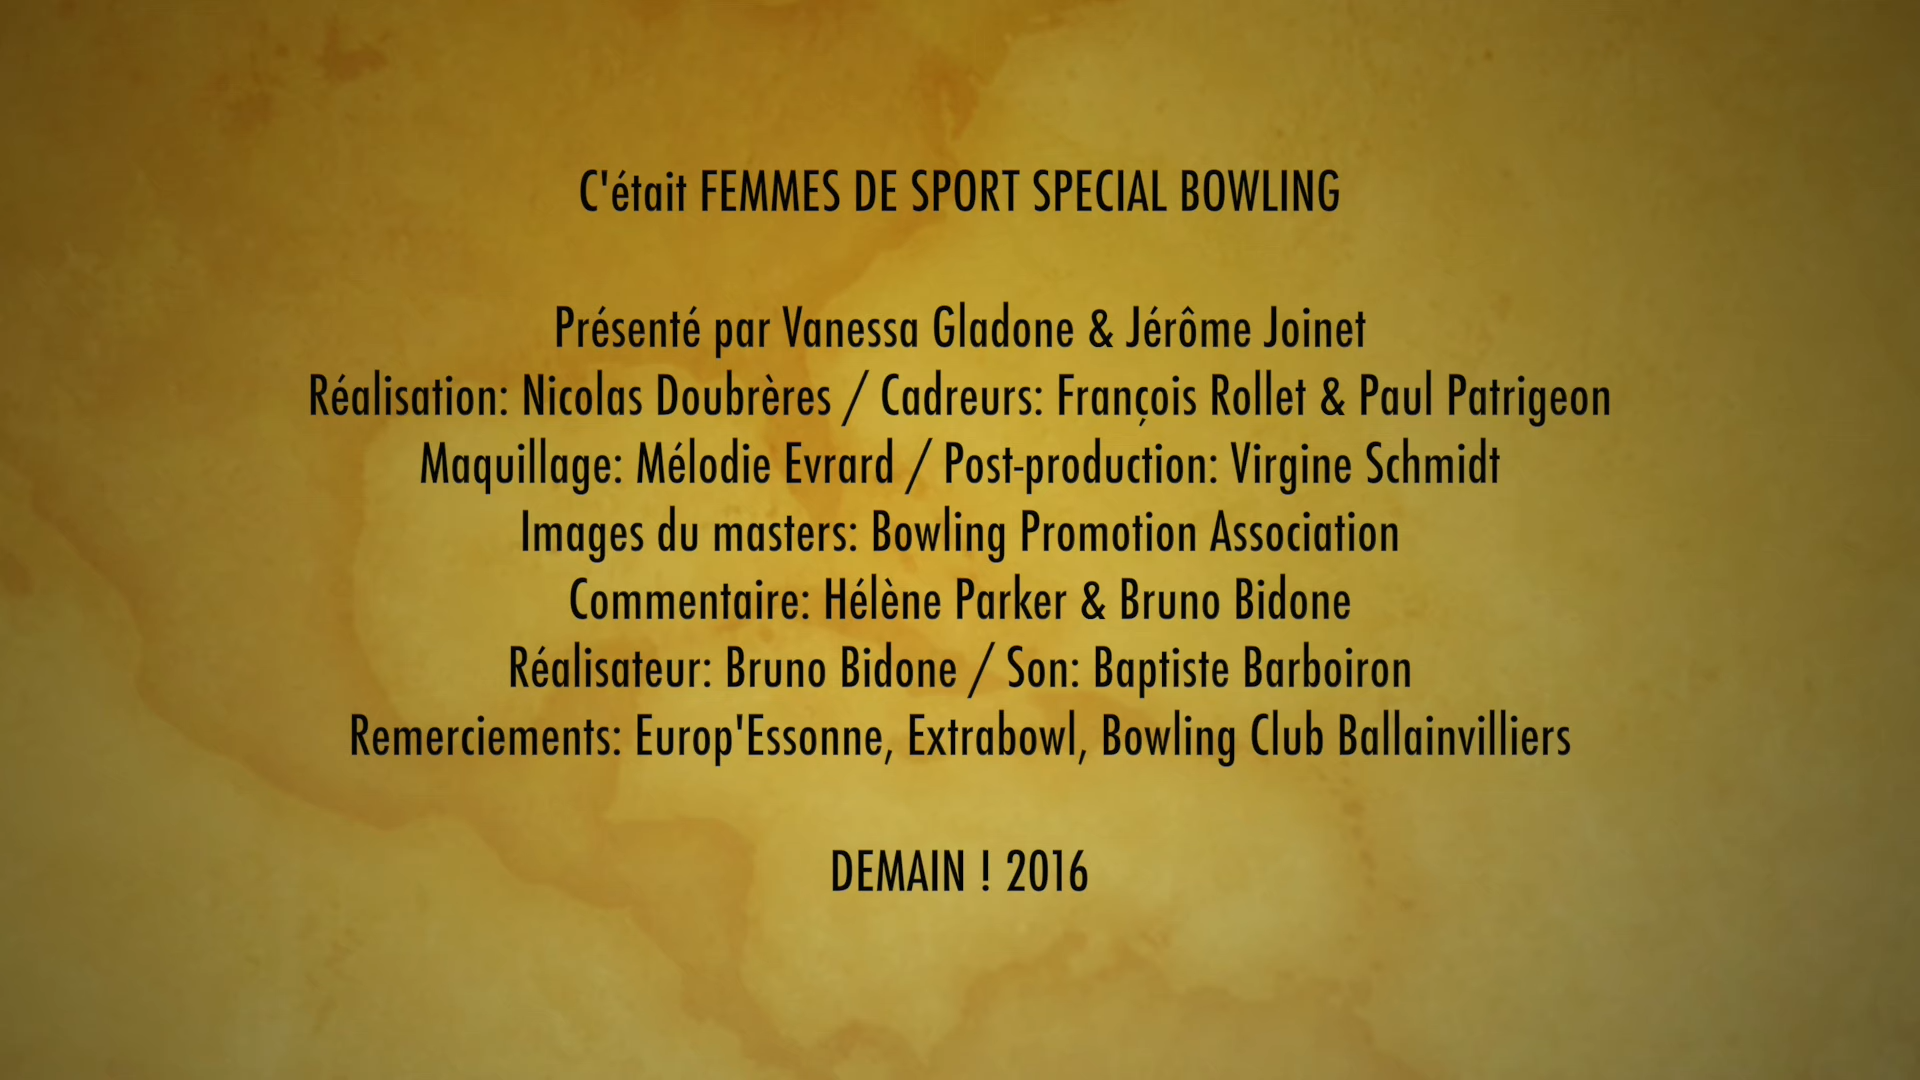 C'était FEMMES DE SPORT SPECIAL BOWLING
Présenté par Vanessa Gladone & Jérôme Joinet
Réalisation: Nicolas Doubrères / Cadreurs: François Rollet & Paul Patrigeon
Maquillage: Mélodie Evrard / Post-production: Virgine Schmidt
Images du masters: Bowling Promotion Association
Commentaire: Hélène Parker & Bruno Bidone
Réalisateur: Bruno Bidone / Son: Baptiste Barboiron
Remerciements: Europ'Essonne, Extrabowl, Bowling Club Ballainvilliers
DEMAIN ! 2016